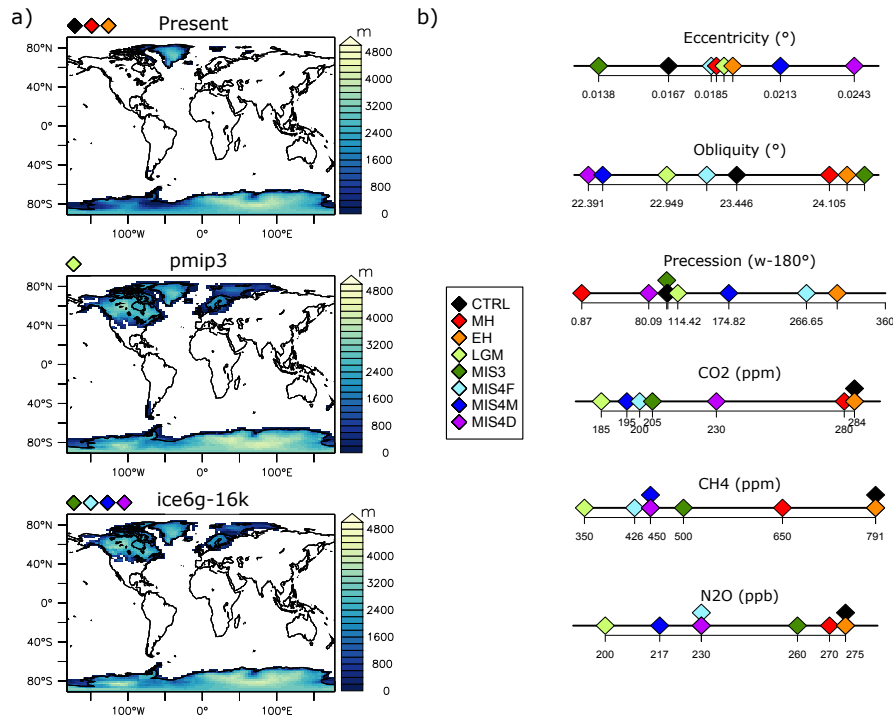 a)
Present
m
80°N
40°N
0°
40°S
80°S
100°W
0°
100°E
4800
4000
3200
2400
1600
800
0
pmip3
m
80°N
40°N
0°
40°S
80°S
100°W
0°
100°E
4800
4000
3200
2400
1600
800
0
ice6g-16k
m
80°N
40°N
0°
40°S
80°S
100°W
0°
100°E
4800
4000
3200
2400
1600
800
0
b)
Eccentricity (°)
0.0138 0.0167 0.0185 0.0213 0.0243
Obliquity (°)
22.391 22.949 23.446 24.105
Precession (w-180°)
0.87 80.09 114.42 174.82 266.65 360
CTRL
MH
EH
LGM
MIS3
MIS4F
MIS4M
MIS4D
CO2 (ppm)
185 195 200 205 230 280 284
CH4 (ppm)
350 426 450 500 650 791
N2O (ppb)
200 217 230 260 270 275